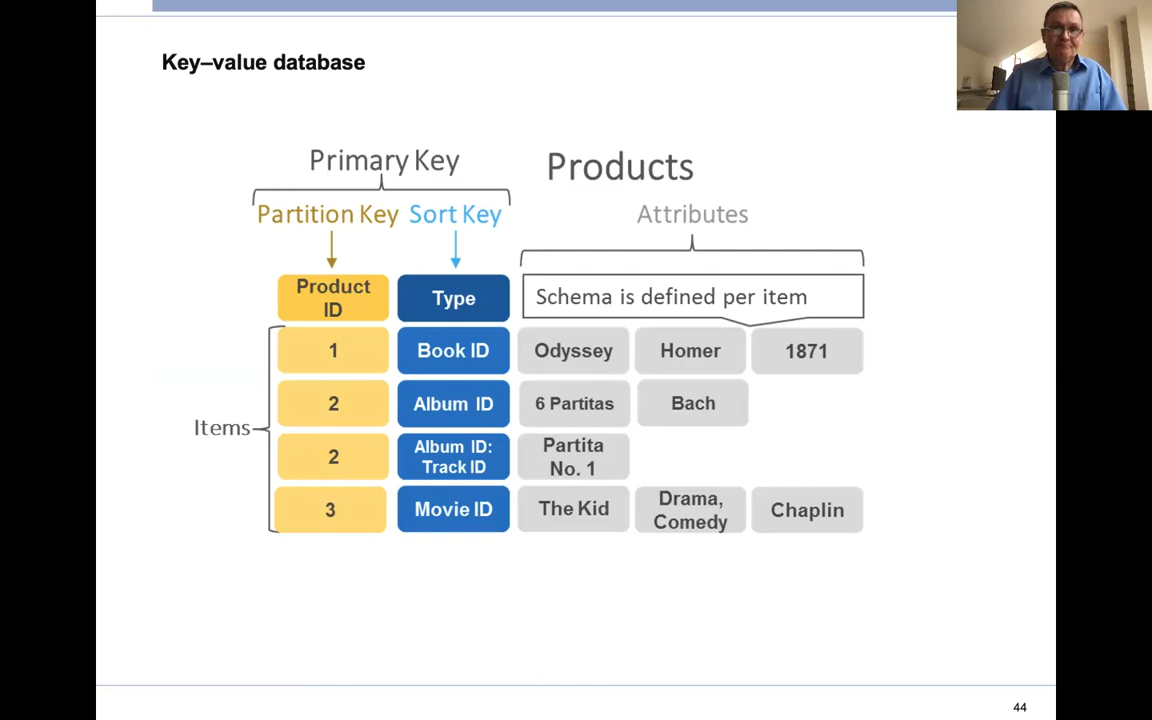 Key–value database
Primary Key
Products
Partition Key
Sort Key
Attributes
Product
ID
Type
Schema is defined per item
1
Book ID
Odyssey
Homer
1871
2
Album ID
6 Partitas
Bach
Items
2
Album ID:
Track ID
Partita
No. 1
3
Movie ID
The Kid
Drama,
Comedy
Chaplin
44